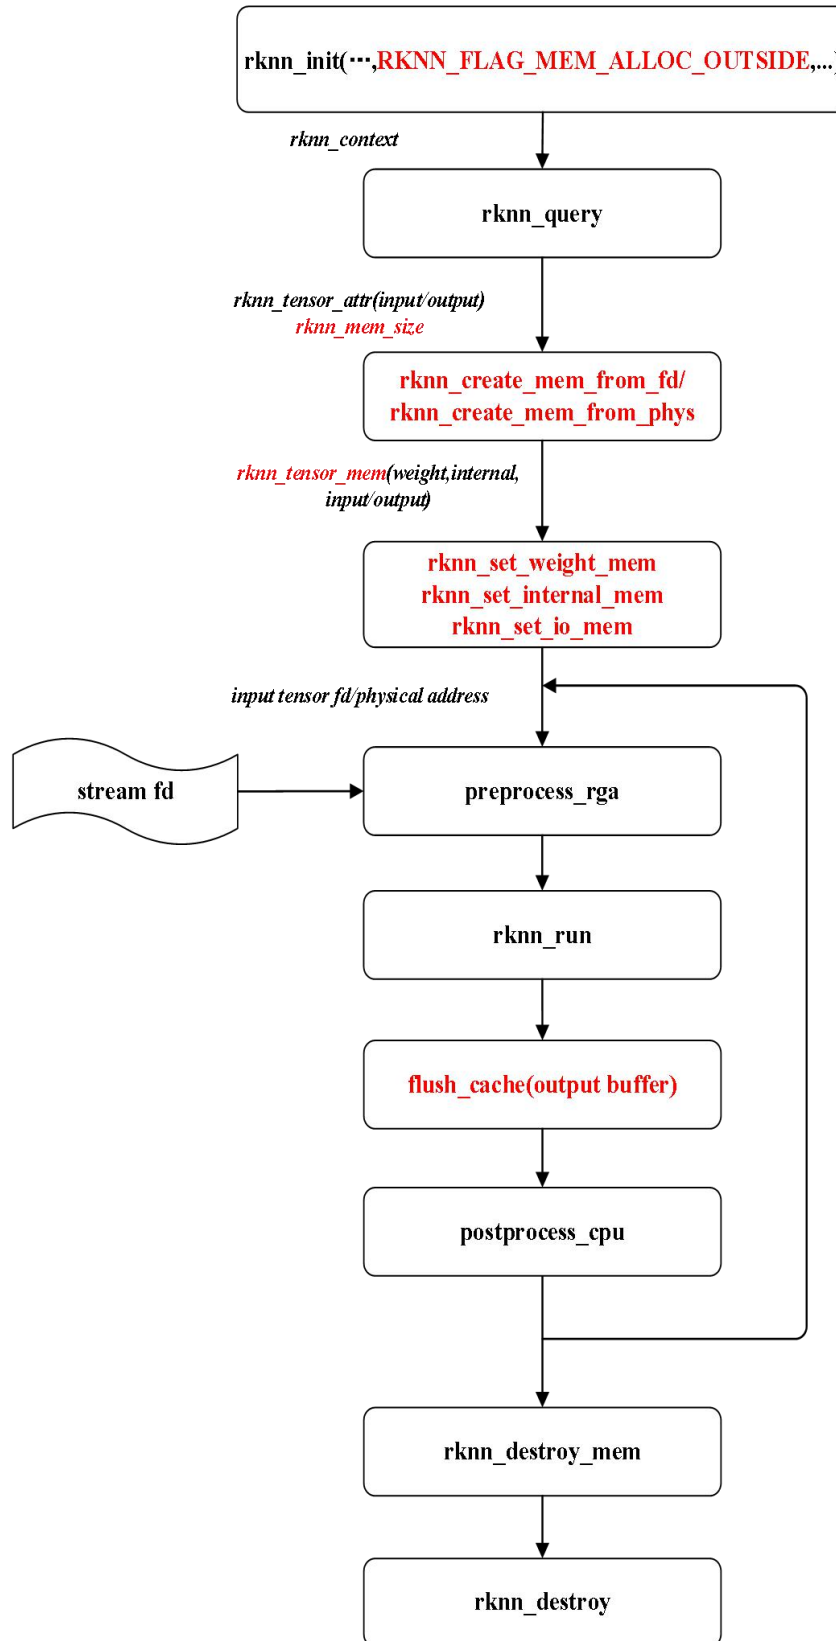 rknn_init(···,RKNN_FLAG_MEM_ALLOC_OUTSIDE,...)
rknn_context
rknn_query
rknn_tensor_attr(input/output)
rknn_mem_size
rknn_create_mem_from_fd/
rknn_create_mem_from_phys
rknn_tensor_mem(weight,internal,
input/output)
rknn_set_weight_mem
rknn_set_internal_mem
rknn_set_io_mem
input tensor fd/physical address
stream fd
preprocess_rga
rknn_run
flush_cache(output buffer)
postprocess_cpu
rknn_destroy_mem
rknn_destroy